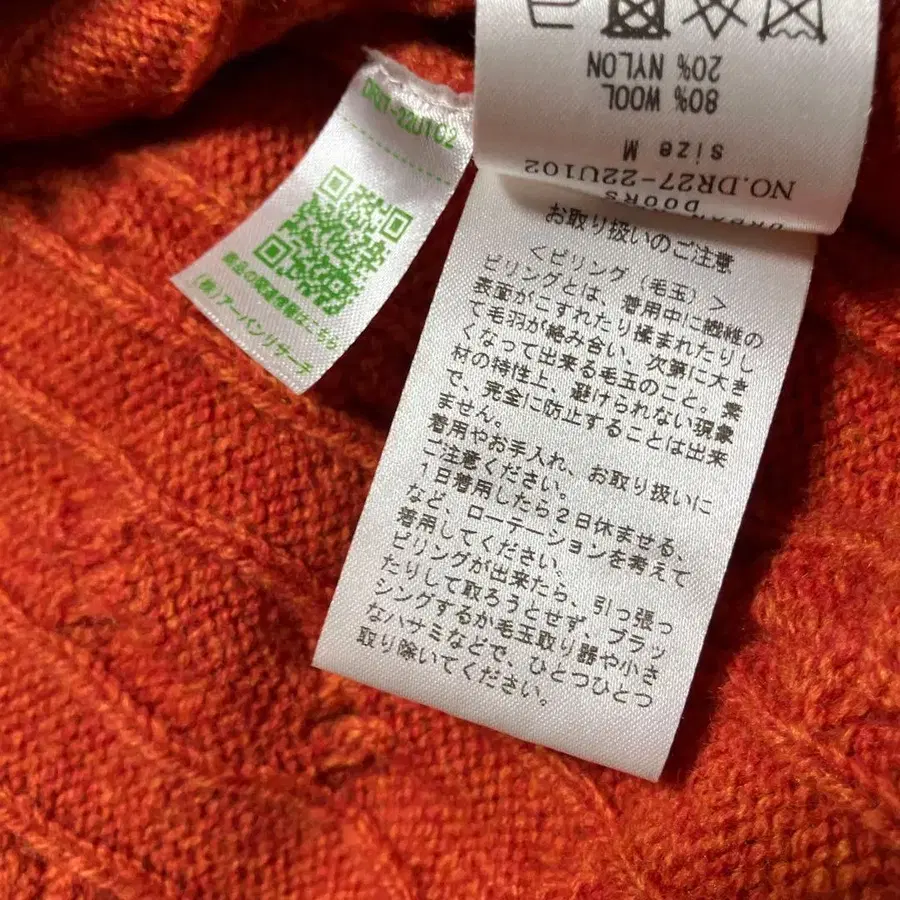 DR27-22U102
商品の関連情報はこちら
(株)アーバンリサーチ
20% NYLON
80% WOOL
size M
NO.DR27-22U102
DOORS
お取り扱いのご注意
<ピリング(毛玉)>
ピリングとは、着用中に繊維の
表面がこすれたり揉まれたりし
て毛羽が絡み合い、次第に大き
くなって出来る毛玉のこと。素
材の特性上、避けられない現象
で、完全に防止することは出来
ません。
着用やお手入れ、お取り扱いに
ご注意ください。
1日着用したら2日休ませる、
など、ローテーションを考えて
着用してください。
ピリングが出来たら、引っ張っ
たりして取ろうとせず、ブラッ
シングするか毛玉取り器や小さ
なハサミなどで、ひとつひとつ
取り除いてください。